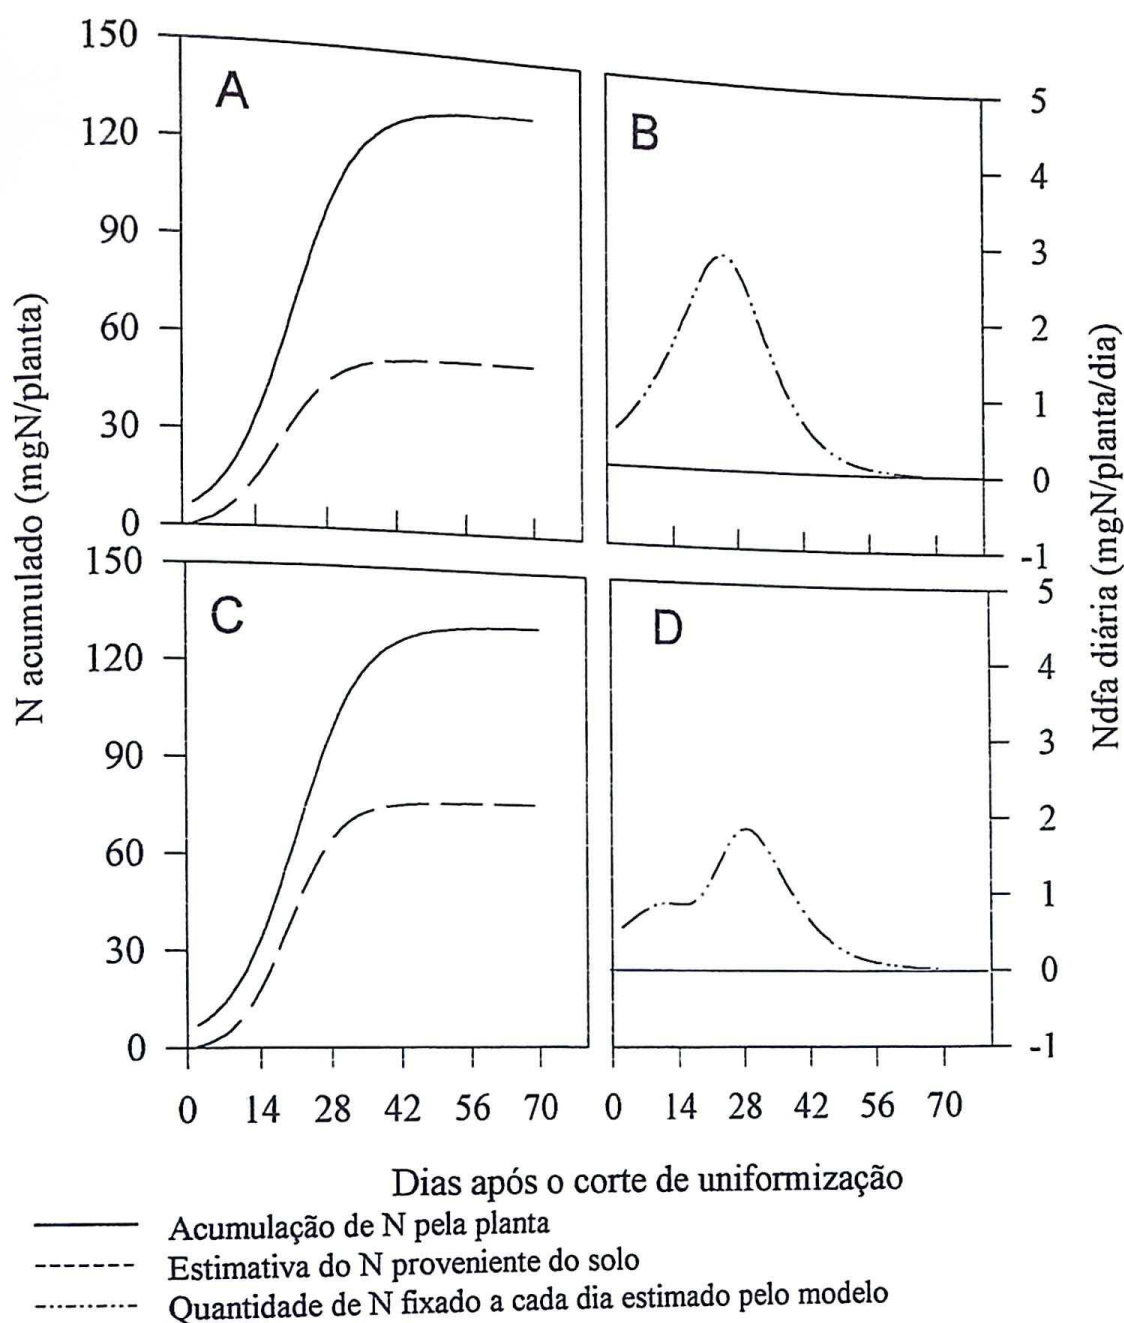 150
120
90
60
30
0
A
B
5
4
3
2
1
0
-1
150
120
90
60
30
0
C
D
5
4
3
2
1
0
-1
N acumulado (mgN/planta)
Ndfa diária (mgN/planta/dia)
0 14 28 42 56 70
0 14 28 42 56 70
Dias após o corte de uniformização
Acumulação de N pela planta
Estimativa do N proveniente do solo
Quantidade de N fixado a cada dia estimado pelo modelo